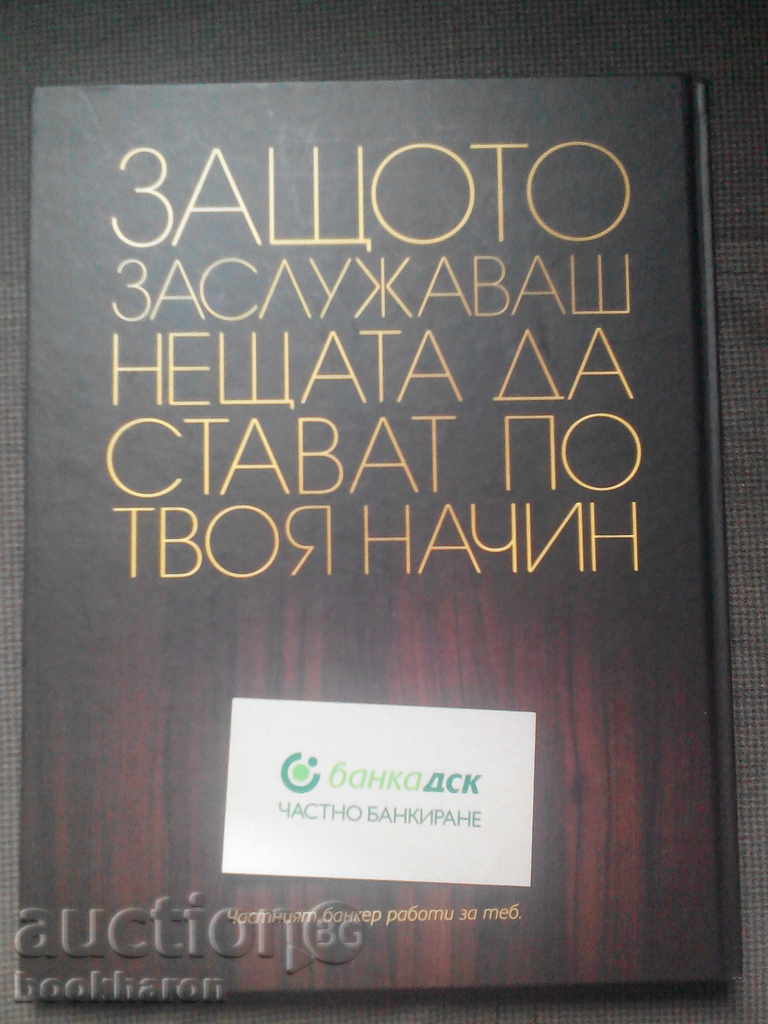 ЗАЩОТО
ЗАСЛУЖАВАШ
НЕЩАТА ДА
СТАВАТ ПО
ТВОЯ НАЧИН
банкаДСК
ЧАСТНО БАНКИРАНЕ
Частният банкер работи за теб.
auction BG
bookharon